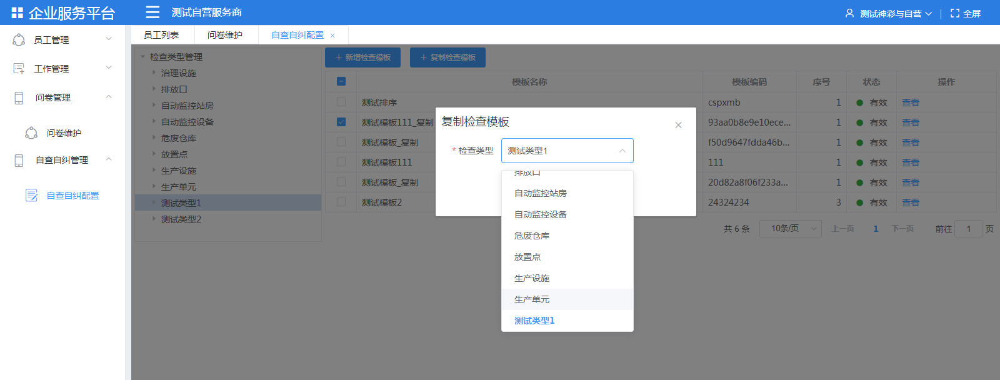 企业服务平台
测试自营服务商
测试神彩与自营
全屏
员工管理
工作管理
问卷管理
问卷维护
自查自纠管理
自查自纠配置
员工列表
问卷维护
自查自纠配置 ×
检查类型管理
治理设施
排放口
自动监控站房
自动监控设备
危废仓库
放置点
生产设施
生产单元
测试类型1
测试类型2
+ 新增检查模板
+ 复制检查模板
模板名称 模板编码 序号 状态 操作
测试排序 cspxmb 1 有效 查看
测试模板111_复制 93aa0b8e9e10ece... 1 有效 查看
测试模板_复制 f50d9647fdda46b... 1 有效 查看
测试模板111 111 1 有效 查看
测试模板_复制 20d82a8f06f233a... 1 有效 查看
测试模板2 24324234 3 有效 查看
共 6 条 10条/页 上一页 1 下一页 前往 1 页
复制检查模板
* 检查类型 测试类型1
排放口
自动监控站房
自动监控设备
危废仓库
放置点
生产设施
生产单元
测试类型1